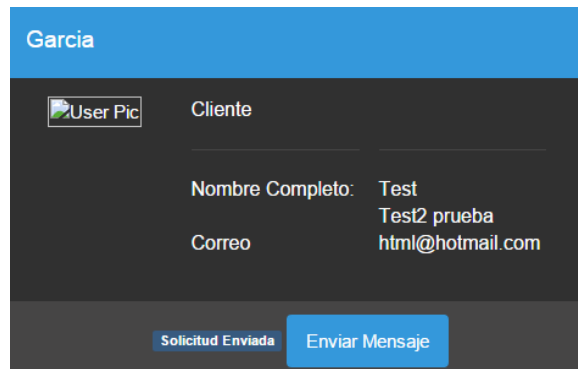 Garcia
User Pic
Cliente
Nombre Completo: Test
Test2 prueba
Correo html@hotmail.com
Solicitud Enviada Enviar Mensaje